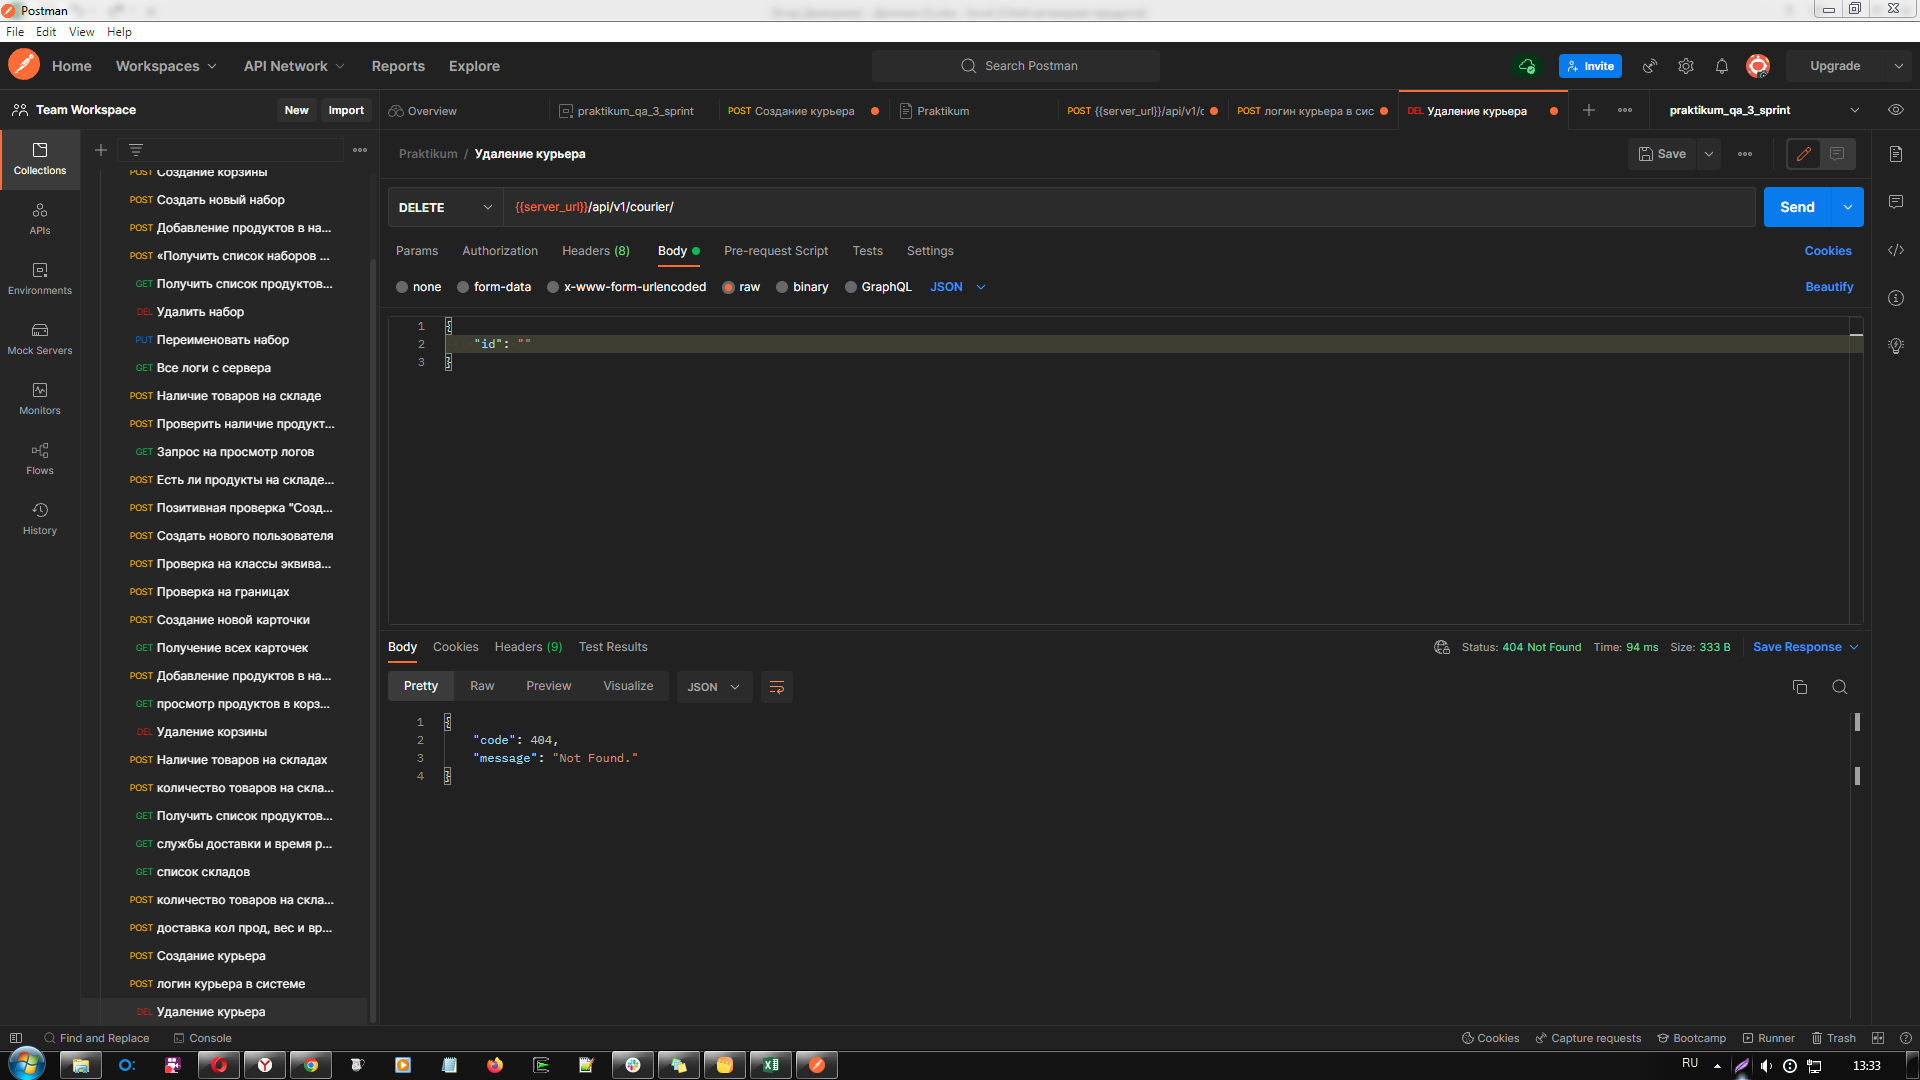 Postman
File Edit View Help
Home Workspaces API Network Reports Explore Search Postman Invite Upgrade
Team Workspace New Import
Overview praktikum_qa_3_sprint POST Создание курьера Praktikum POST {{server_url}}/api/v1/c POST логин курьера в сис DEL Удаление курьера praktikum_qa_3_sprint
Praktikum / Удаление курьера Save
DELETE {{server_url}}/api/v1/courier/ Send
Params Authorization Headers (8) Body Pre-request Script Tests Settings Cookies
none form-data x-www-form-urlencoded raw binary GraphQL JSON Beautify
1 {
2 "id": ""
3 }
Collections
APIs
Environments
Mock Servers
Monitors
Flows
History
POST Создание корзины
POST Создать новый набор
POST Добавление продуктов в на...
POST «Получить список наборов ...
GET Получить список продуктов...
DEL Удалить набор
PUT Переименовать набор
GET Все логи с сервера
POST Наличие товаров на складе
POST Проверить наличие продукт...
GET Запрос на просмотр логов
POST Есть ли продукты на складе...
POST Позитивная проверка "Созд...
POST Создать нового пользователя
POST Проверка на классы эквива...
POST Проверка на границах
POST Создание новой карточки
GET Получение всех карточек
POST Добавление продуктов в на...
GET просмотр продуктов в корз...
DEL Удаление корзины
POST Наличие товаров на складах
POST количество товаров на скла...
GET Получить список продуктов...
GET службы доставки и время р...
GET список складов
POST количество товаров на скла...
POST доставка кол прод, вес и вр...
POST Создание курьера
POST логин курьера в системе
DEL Удаление курьера
Body Cookies Headers (9) Test Results Status: 404 Not Found Time: 94 ms Size: 333 B Save Response
Pretty Raw Preview Visualize JSON
1 {
2 "code": 404,
3 "message": "Not Found."
4 }
Find and Replace Console Cookies Capture requests Bootcamp Runner Trash
RU 13:33